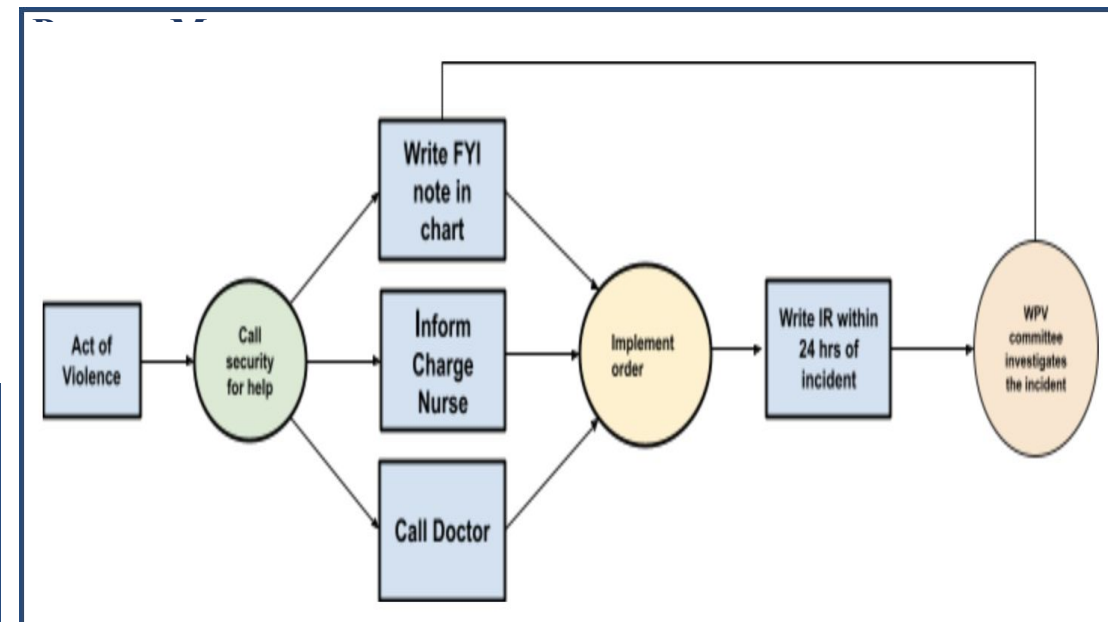 Write FYI
note in
chart
Act of
Violence
Call
security
for help
Inform
Charge
Nurse
Call Doctor
Implement
order
Write IR within
24 hrs of
incident
WPV
committee
investigates
the incident